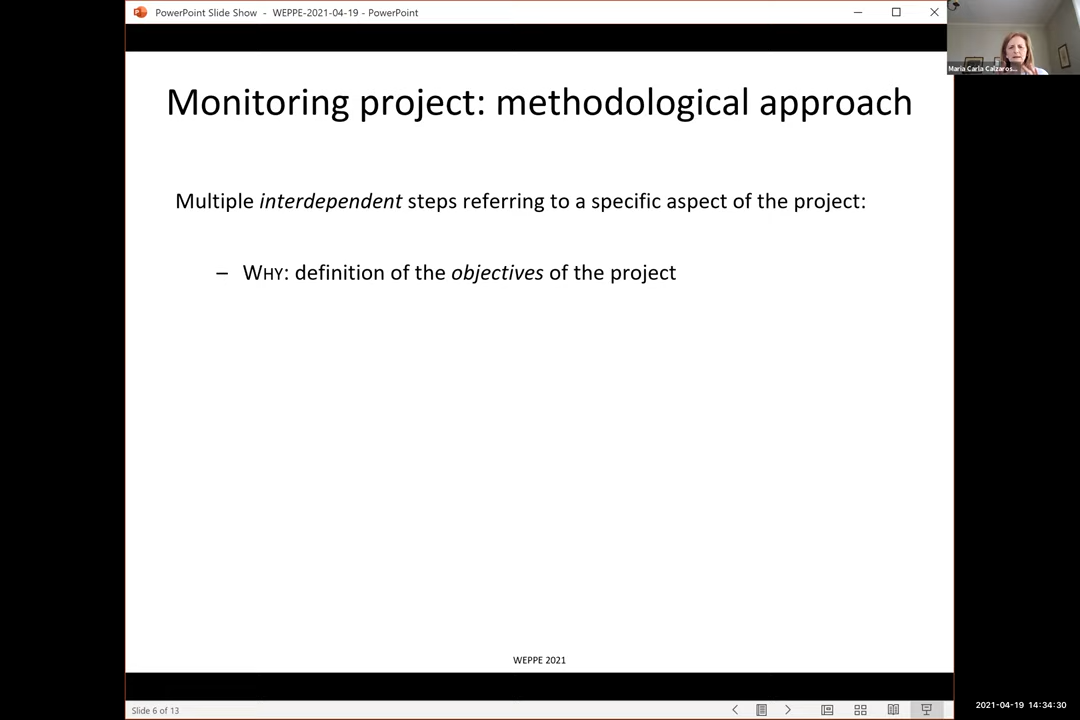 PowerPoint Slide Show - WEPPE-2021-04-19 - PowerPoint
Maria Carla Calzaros...
Monitoring project: methodological approach
Multiple interdependent steps referring to a specific aspect of the project:
– WHY: definition of the objectives of the project
WEPPE 2021
Slide 6 of 13
2021-04-19 14:34:30